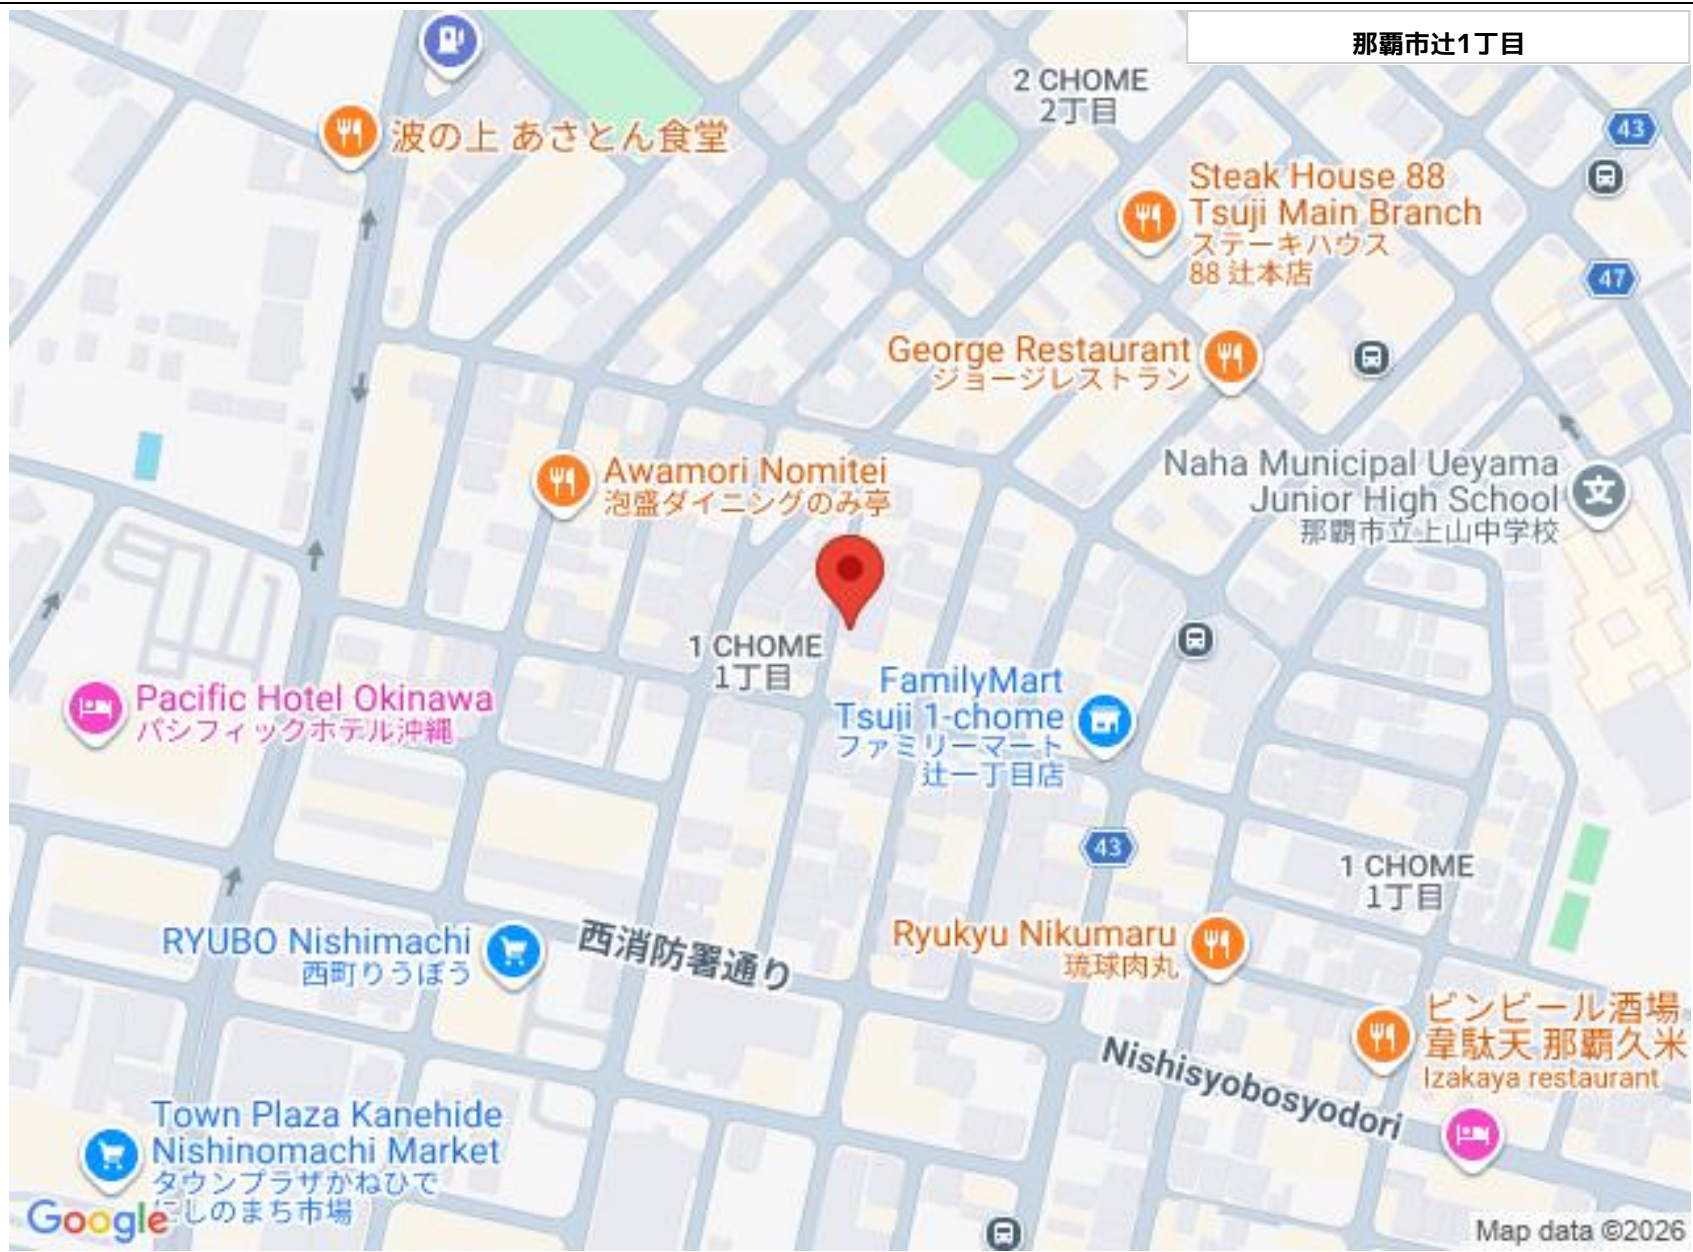 那覇市辻1丁目
2 CHOME
2丁目
43
波の上 あさとん食堂
Steak House 88
Tsuji Main Branch
ステーキハウス
88 辻本店
47
George Restaurant
ジョージレストラン
Awamori Nomitei
泡盛ダイニングのみ亭
Naha Municipal Ueyama
Junior High School
那覇市立上山中学校
文
1 CHOME
1丁目
FamilyMart
Tsuji 1-chome
ファミリーマート
辻一丁目店
Pacific Hotel Okinawa
パシフィックホテル沖縄
43
1 CHOME
1丁目
RYUBO Nishimachi
西町りうぼう
西消防署通り
Ryukyu Nikumaru
琉球肉丸
ビンビール酒場
韋駄天 那覇久米
Izakaya restaurant
Nishisyobosyodori
Town Plaza Kanehide
Nishinomachi Market
タウンプラザかねひで
にしのまち市場
Google
Map data ©2026